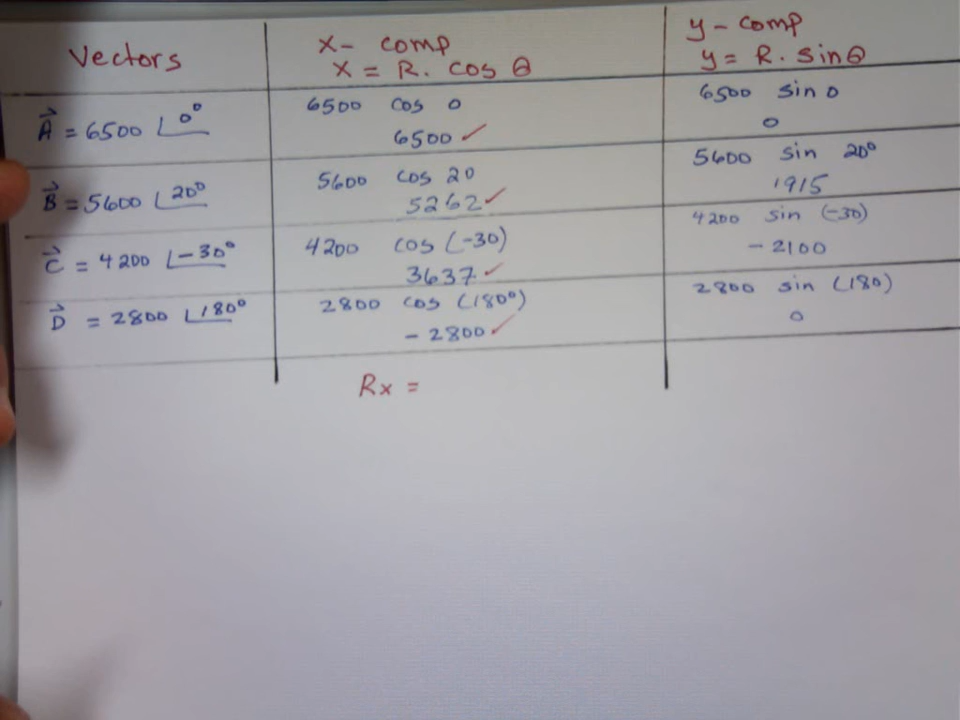 Vectors
x- comp
x = R. cos θ
y- comp
y = R. sinθ
A⃗ = 6500 ∠0°
6500 cos 0
6500 ✓
6500 sin 0
0
B⃗ = 5600 ∠20°
5600 cos 20
5262 ✓
5600 sin 20°
1915
C⃗ = 4200 ∠-30°
4200 cos (-30)
3637 ✓
4200 sin (-30)
- 2100
D⃗ = 2800 ∠180°
2800 cos (180°)
- 2800 ✓
2800 sin (180)
0
Rx =